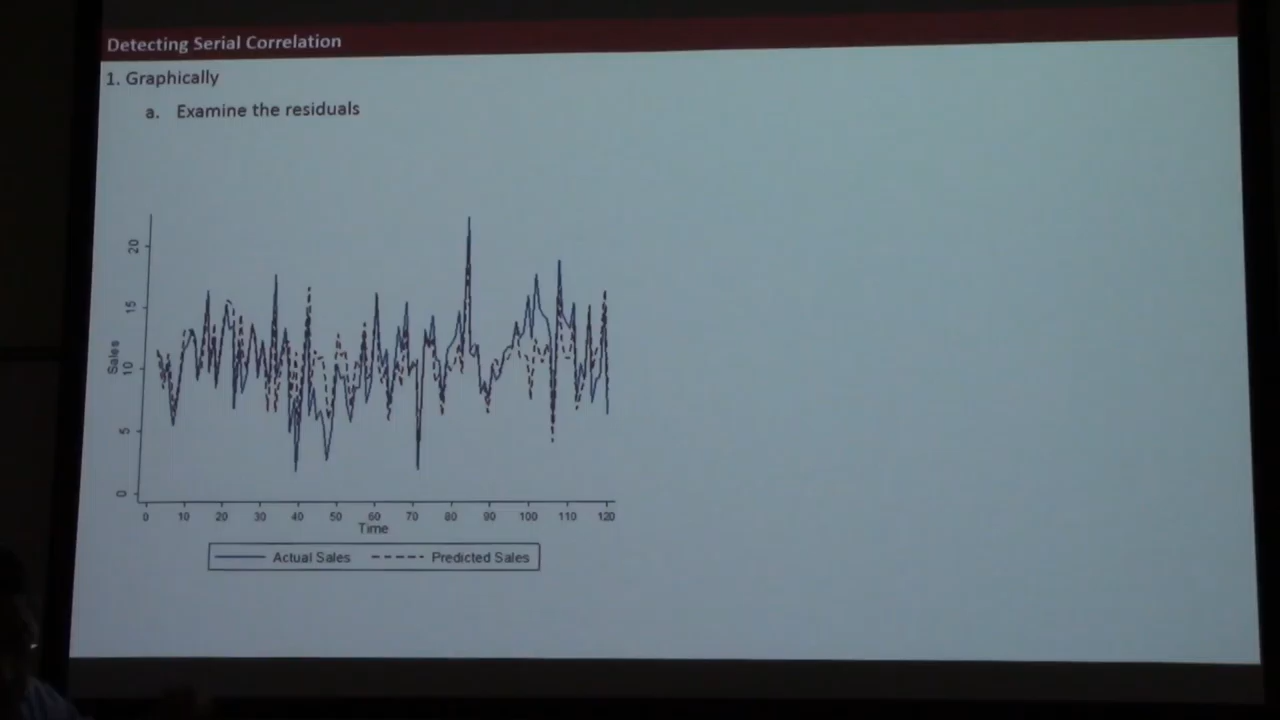 Detecting Serial Correlation
1. Graphically
a. Examine the residuals
20
15
10
5
0
Sales
0 10 20 30 40 50 60 70 80 90 100 110 120
Time
Actual Sales Predicted Sales